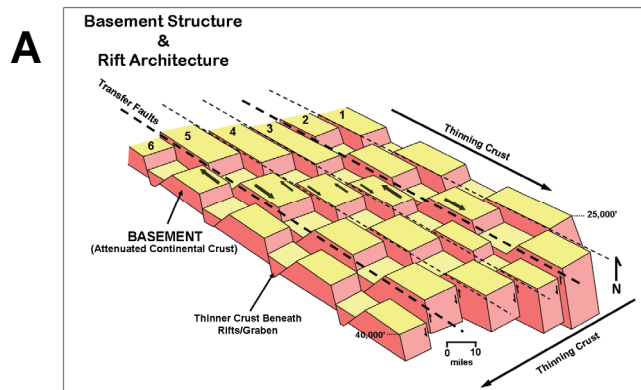 A
Basement Structure
&
Rift Architecture
Transfer Faults
1
2
3
4
5
6
Thinning Crust
25,000'
BASEMENT
(Attenuated Continental Crust)
N
Thinner Crust Beneath
Rifts/Graben
40,000'
0 10
miles
Thinning Crust